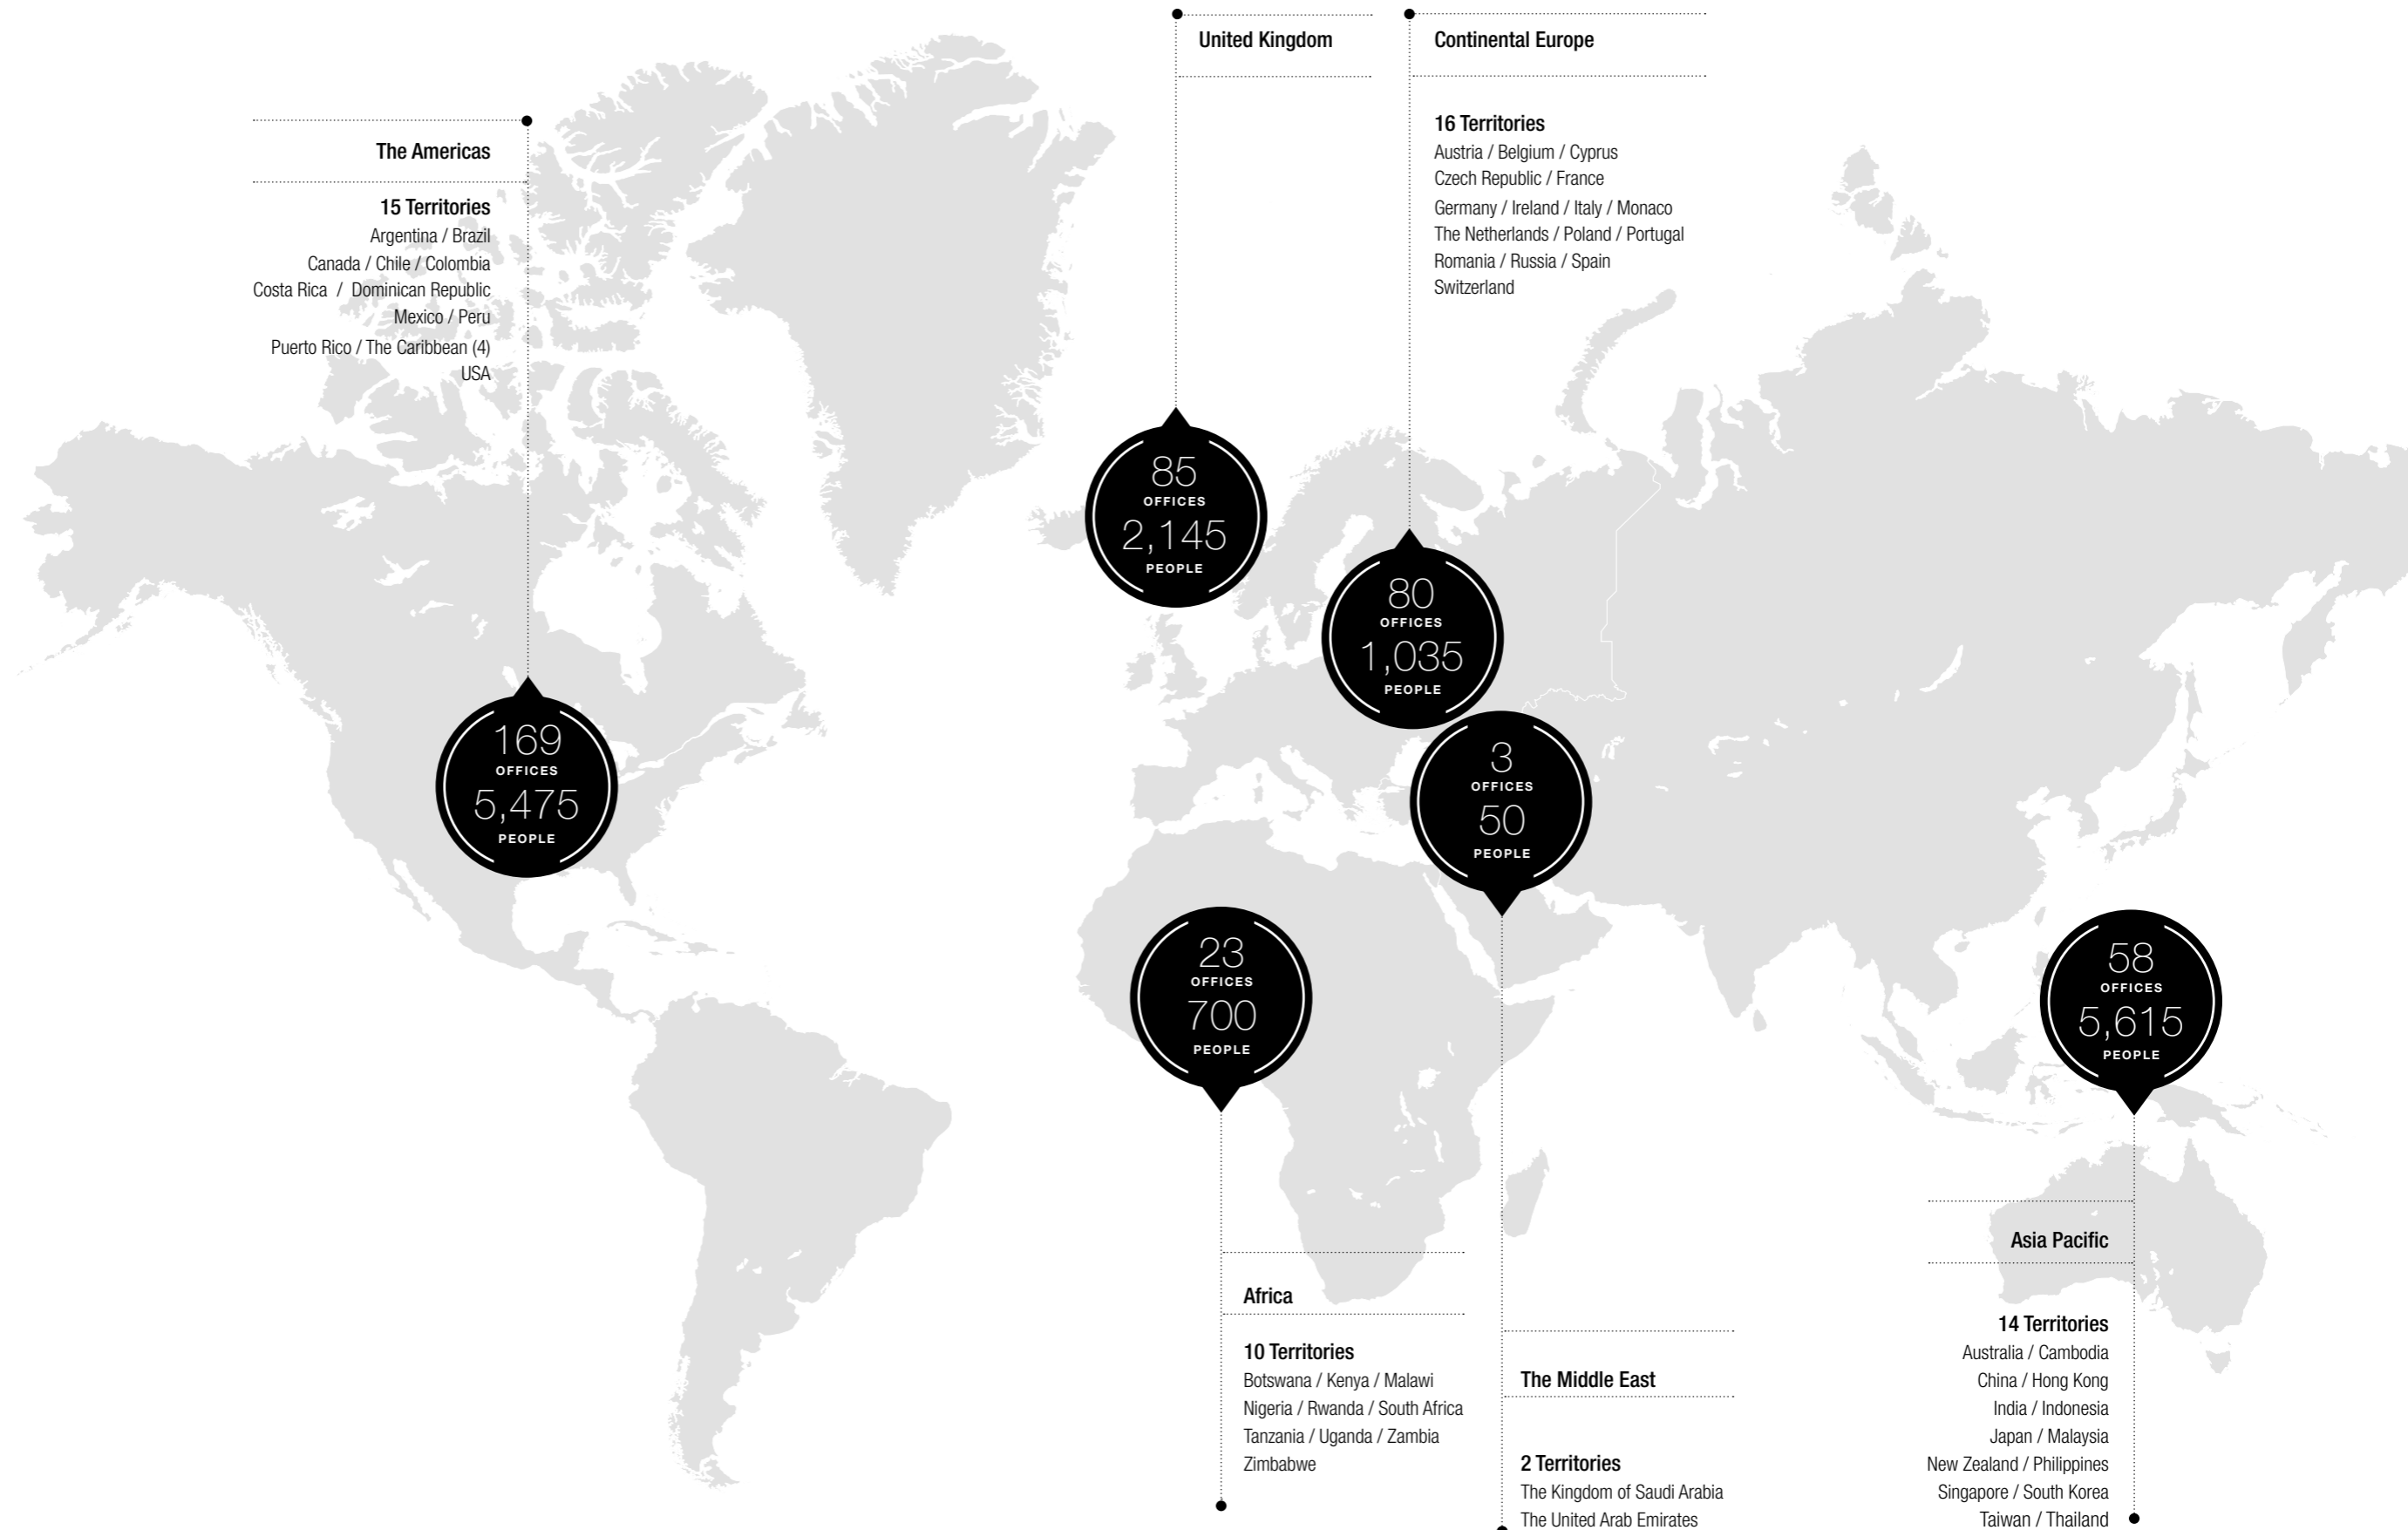 United Kingdom
Continental Europe
16 Territories
Austria / Belgium / Cyprus
Czech Republic / France
Germany / Ireland / Italy / Monaco
The Netherlands / Poland / Portugal
Romania / Russia / Spain
Switzerland
The Americas
15 Territories
Argentina / Brazil
Canada / Chile / Colombia
Costa Rica / Dominican Republic
Mexico / Peru
Puerto Rico / The Caribbean (4)
USA
85
OFFICES
2,145
PEOPLE
80
OFFICES
1,035
PEOPLE
169
OFFICES
5,475
PEOPLE
3
OFFICES
50
PEOPLE
23
OFFICES
700
PEOPLE
58
OFFICES
5,615
PEOPLE
Africa
10 Territories
Botswana / Kenya / Malawi
Nigeria / Rwanda / South Africa
Tanzania / Uganda / Zambia
Zimbabwe
The Middle East
2 Territories
The Kingdom of Saudi Arabia
The United Arab Emirates
Asia Pacific
14 Territories
Australia / Cambodia
China / Hong Kong
India / Indonesia
Japan / Malaysia
New Zealand / Philippines
Singapore / South Korea
Taiwan / Thailand